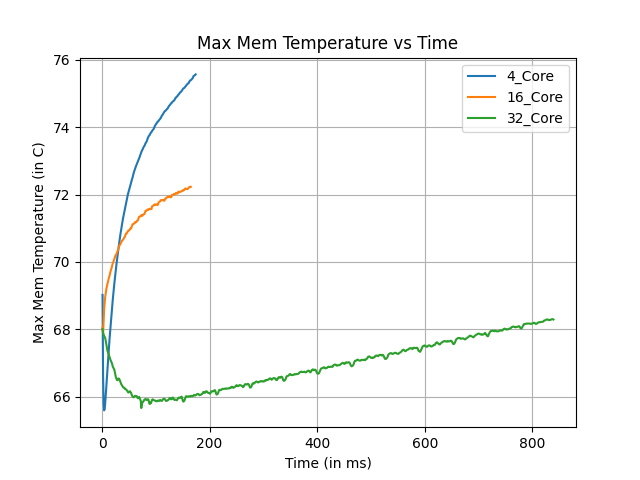 Max Mem Temperature vs Time
4_Core
16_Core
32_Core
Max Mem Temperature (in C)
76
74
72
70
68
66
0
200
400
600
800
Time (in ms)